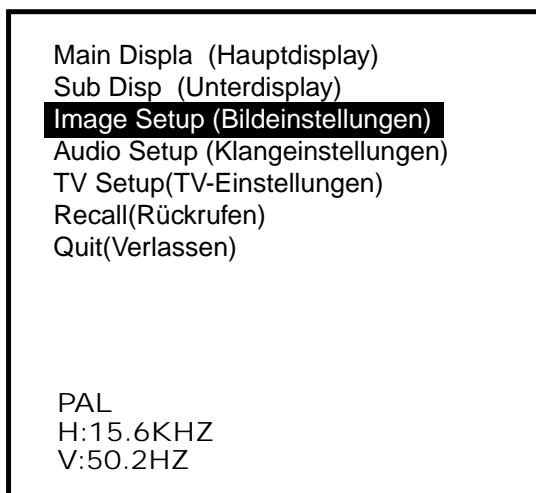 Main Displa (Hauptdisplay)
Sub Disp (Unterdisplay)
Image Setup (Bildeinstellungen)
Audio Setup (Klangeinstellungen)
TV Setup(TV-Einstellungen)
Recall(Rückrufen)
Quit(Verlassen)
PAL
H:15.6KHZ
V:50.2HZ